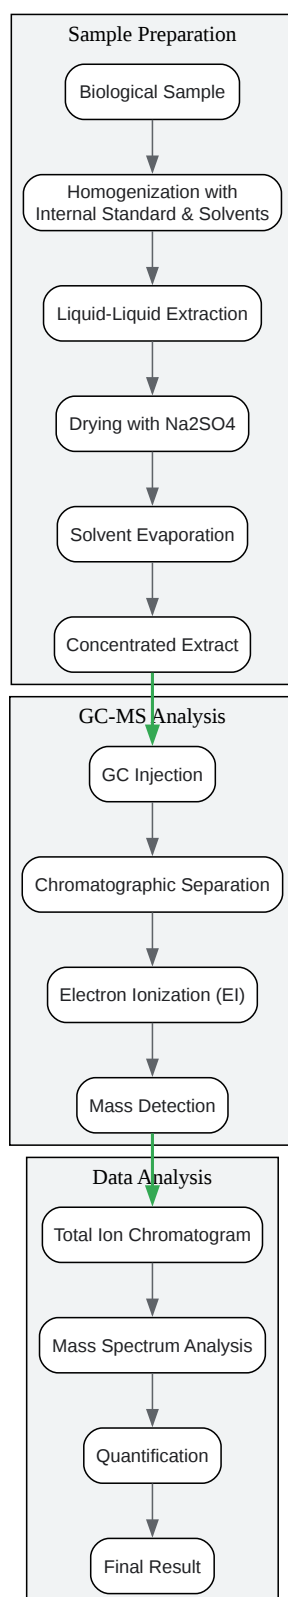 Sample Preparation
Biological Sample
Homogenization with
Internal Standard & Solvents
Liquid-Liquid Extraction
Drying with Na2SO4
Solvent Evaporation
Concentrated Extract
GC-MS Analysis
GC Injection
Chromatographic Separation
Electron Ionization (EI)
Mass Detection
Data Analysis
Total Ion Chromatogram
Mass Spectrum Analysis
Quantification
Final Result